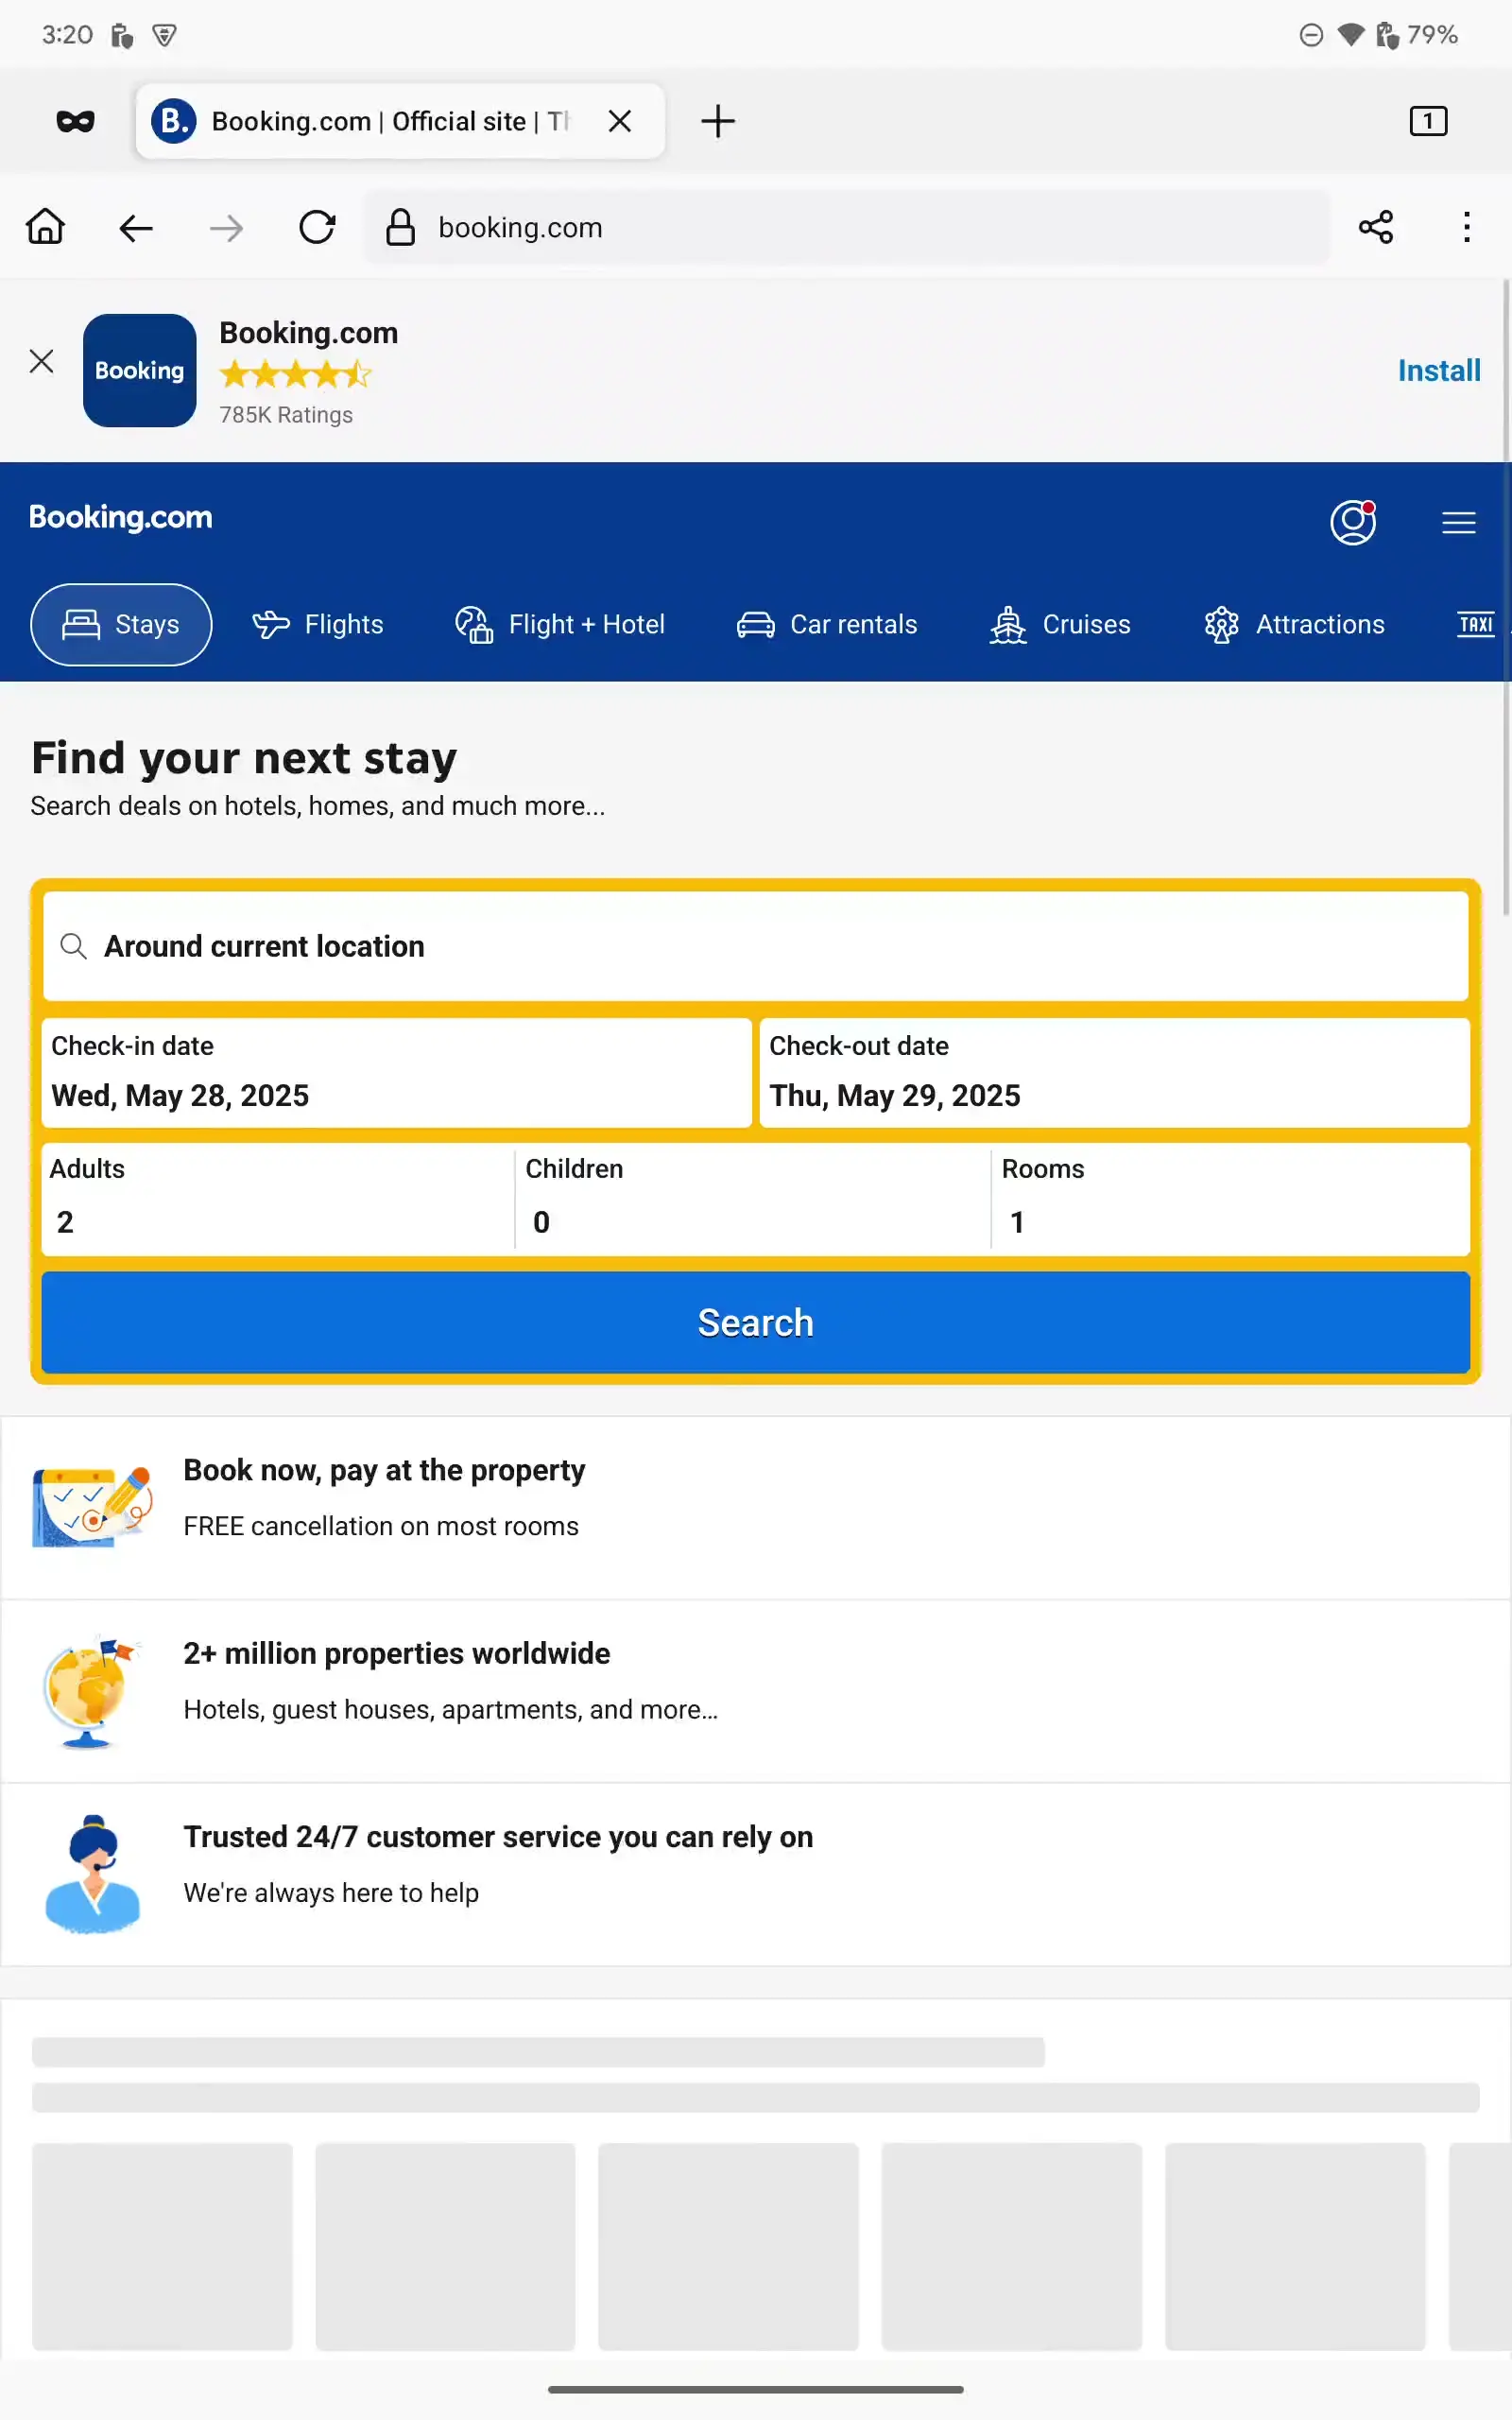 3:20
79%
B. Booking.com | Official site | Th
1
booking.com
Booking
Booking.com
785K Ratings
Install
Booking.com
Stays
Flights
Flight + Hotel
Car rentals
Cruises
Attractions
TAXI
Find your next stay
Search deals on hotels, homes, and much more...
Around current location
Check-in date
Wed, May 28, 2025
Check-out date
Thu, May 29, 2025
Adults
2
Children
0
Rooms
1
Search
Book now, pay at the property
FREE cancellation on most rooms
2+ million properties worldwide
Hotels, guest houses, apartments, and more…
Trusted 24/7 customer service you can rely on
We're always here to help